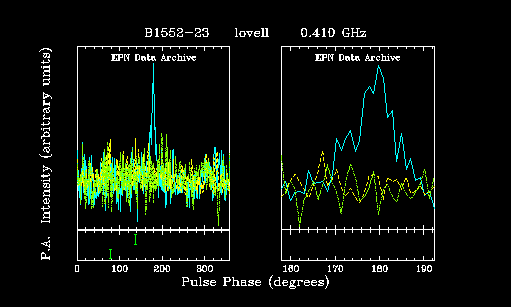 B1552-23 lovell 0.410 GHz
EPN Data Archive EPN Data Archive
P.A. Intensity (arbitrary units)
0 100 200 300 180 170 180 190
Pulse Phase (degrees)